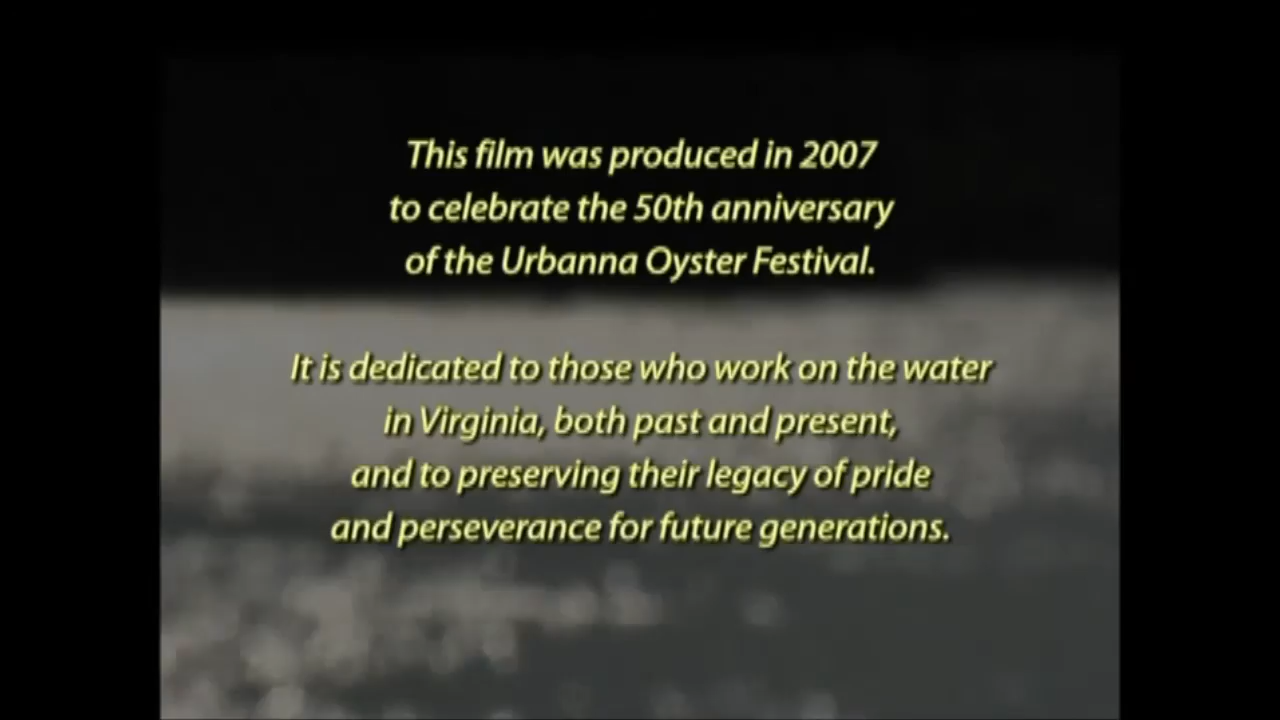 This film was produced in 2007
to celebrate the 50th anniversary
of the Urbanna Oyster Festival.
It is dedicated to those who work on the water
in Virginia, both past and present,
and to preserving their legacy of pride
and perseverance for future generations.